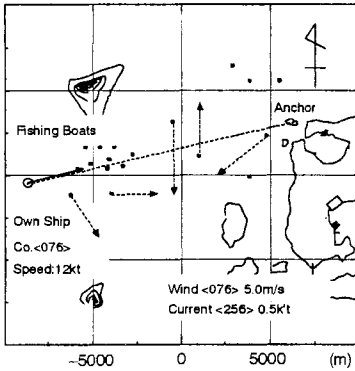 Anchor
Fishing Boats
D
Own Ship
Co.<076>
Speed:12kt
Wind <076> 5.0m/s
Current <256> 0.5k't
-5000 0 5000 (m)